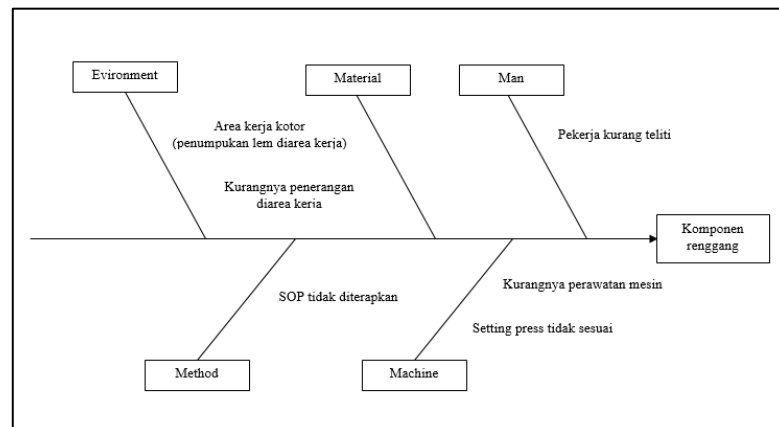 Evironment
Material
Man
Area kerja kotor
(penumpukan lem diarea kerja)
Pekerja kurang teliti
Kurangnya penerangan
diarea kerja
Komponen
renggang
SOP tidak diterapkan
Kurangnya perawatan mesin
Setting press tidak sesuai
Method
Machine